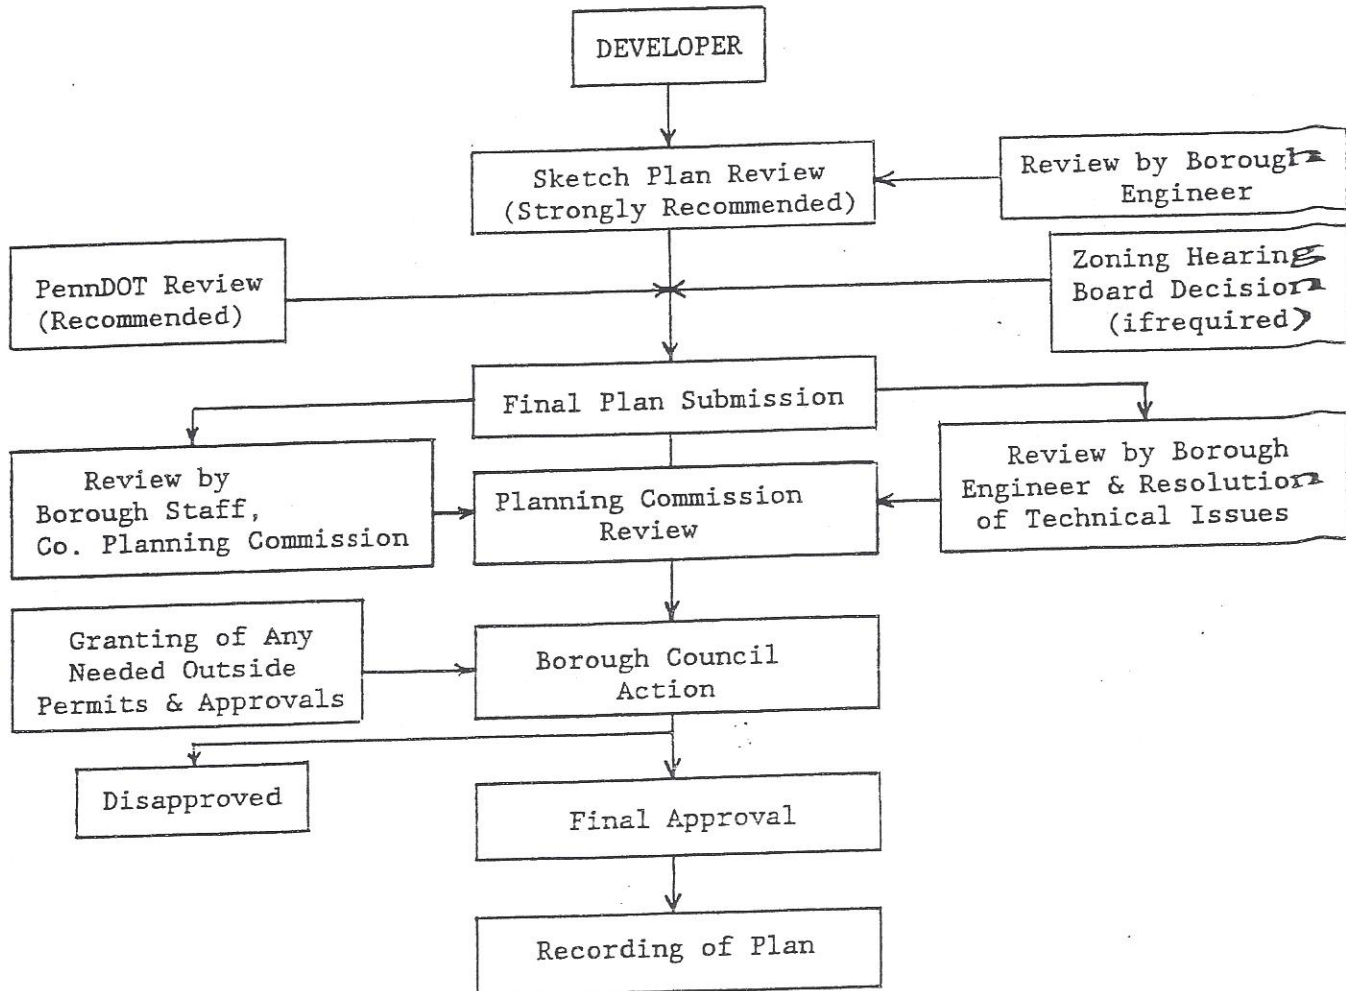 DEVELOPER
Sketch Plan Review
(Strongly Recommended)
Review by Borough
Engineer
PennDOT Review
(Recommended)
Zoning Hearing
Board Decision
(ifrequired)
Final Plan Submission
Review by
Borough Staff,
Co. Planning Commission
Planning Commission
Review
Review by Borough
Engineer & Resolution
of Technical Issues
Granting of Any
Needed Outside
Permits & Approvals
Borough Council
Action
Disapproved
Final Approval
Recording of Plan